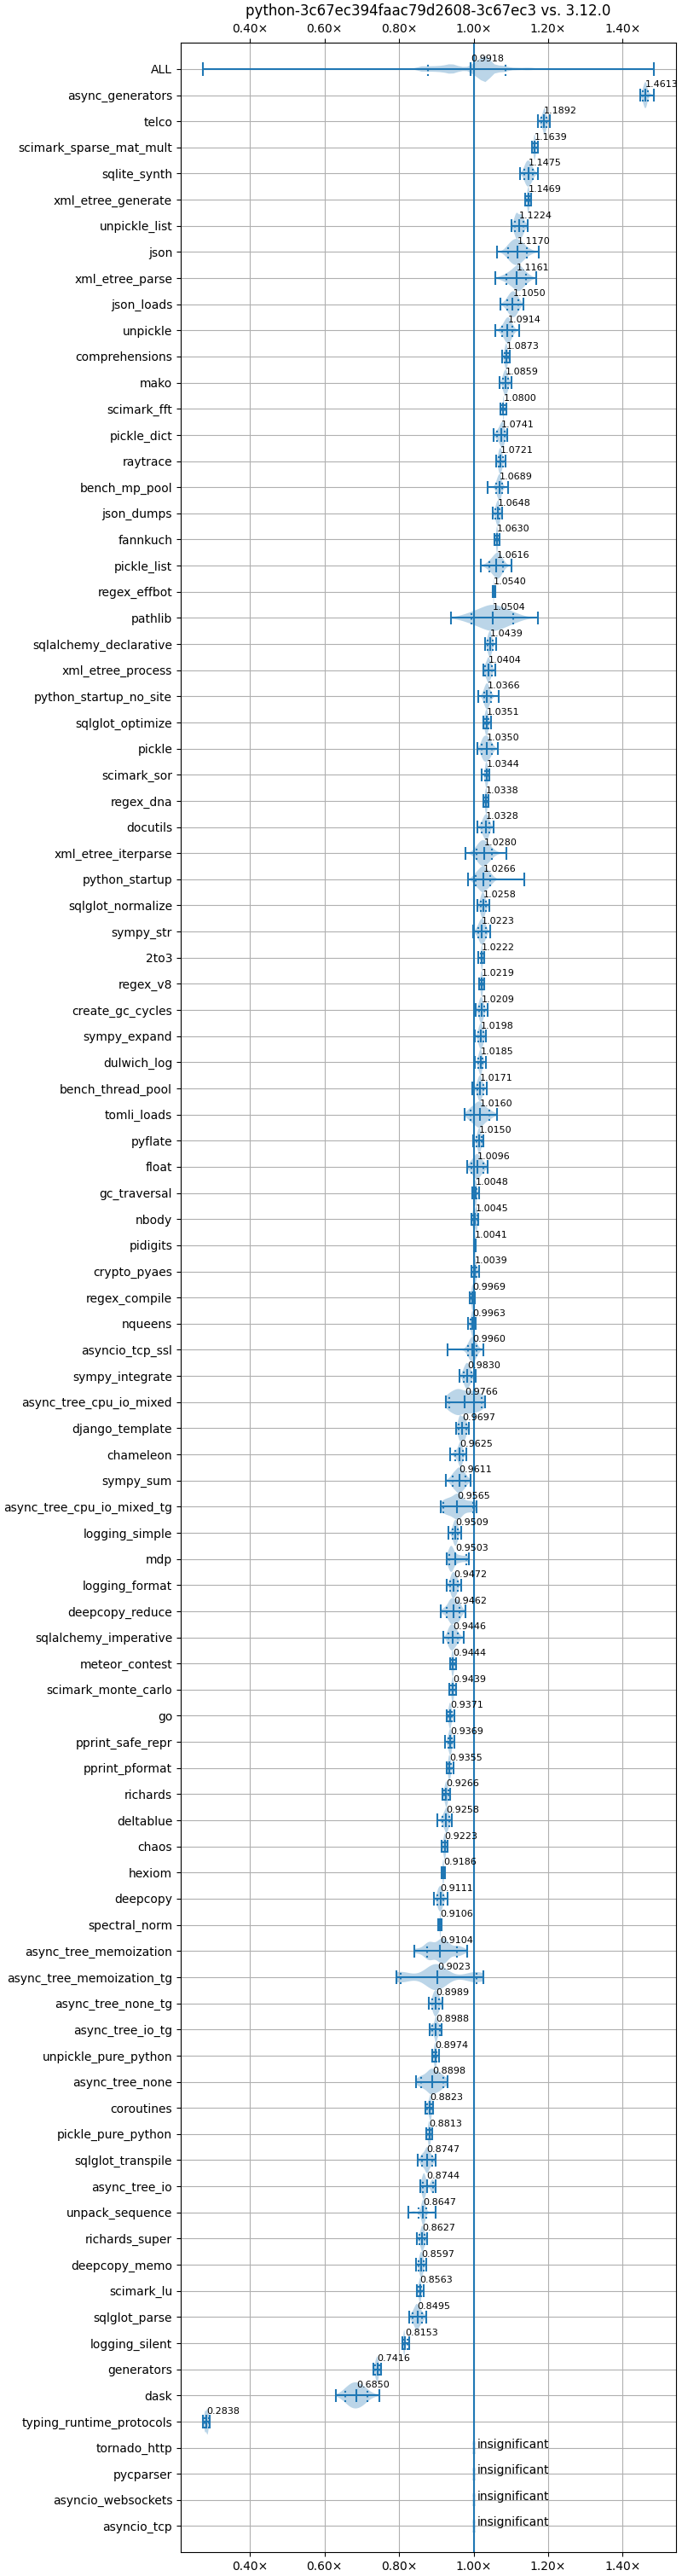 python-3c67ec394faac79d2608-3c67ec3 vs. 3.12.0
0.40× 0.60× 0.80× 1.00× 1.20× 1.40×
ALL 0.9918
async_generators 1.4613
telco 1.1892
scimark_sparse_mat_mult 1.1639
sqlite_synth 1.1475
xml_etree_generate 1.1469
unpickle_list 1.1224
json 1.1170
xml_etree_parse 1.1161
json_loads 1.1050
unpickle 1.0914
comprehensions 1.0873
mako 1.0859
scimark_fft 1.0800
pickle_dict 1.0741
raytrace 1.0721
bench_mp_pool 1.0689
json_dumps 1.0648
fannkuch 1.0630
pickle_list 1.0616
regex_effbot 1.0540
pathlib 1.0504
sqlalchemy_declarative 1.0439
xml_etree_process 1.0404
python_startup_no_site 1.0366
sqlglot_optimize 1.0351
pickle 1.0350
scimark_sor 1.0344
regex_dna 1.0338
docutils 1.0328
xml_etree_iterparse 1.0280
python_startup 1.0266
sqlglot_normalize 1.0258
sympy_str 1.0223
2to3 1.0222
regex_v8 1.0219
create_gc_cycles 1.0209
sympy_expand 1.0198
dulwich_log 1.0185
bench_thread_pool 1.0171
tomli_loads 1.0160
pyflate 1.0150
float 1.0096
gc_traversal 1.0048
nbody 1.0045
pidigits 1.0041
crypto_pyaes 1.0039
regex_compile 0.9969
nqueens 0.9963
asyncio_tcp_ssl 0.9960
sympy_integrate 0.9830
async_tree_cpu_io_mixed 0.9766
django_template 0.9697
chameleon 0.9625
sympy_sum 0.9611
async_tree_cpu_io_mixed_tg 0.9565
logging_simple 0.9509
mdp 0.9503
logging_format 0.9472
deepcopy_reduce 0.9462
sqlalchemy_imperative 0.9446
meteor_contest 0.9444
scimark_monte_carlo 0.9439
go 0.9371
pprint_safe_repr 0.9369
pprint_pformat 0.9355
richards 0.9266
deltablue 0.9258
chaos 0.9223
hexiom 0.9186
deepcopy 0.9111
spectral_norm 0.9106
async_tree_memoization 0.9104
async_tree_memoization_tg 0.9023
async_tree_none_tg 0.8989
async_tree_io_tg 0.8988
unpickle_pure_python 0.8974
async_tree_none 0.8898
coroutines 0.8823
pickle_pure_python 0.8813
sqlglot_transpile 0.8747
async_tree_io 0.8744
unpack_sequence 0.8647
richards_super 0.8627
deepcopy_memo 0.8597
scimark_lu 0.8563
sqlglot_parse 0.8495
logging_silent 0.8153
generators 0.7416
dask 0.6850
typing_runtime_protocols 0.2838
tornado_http insignificant
pycparser insignificant
asyncio_websockets insignificant
asyncio_tcp insignificant
0.40× 0.60× 0.80× 1.00× 1.20× 1.40×